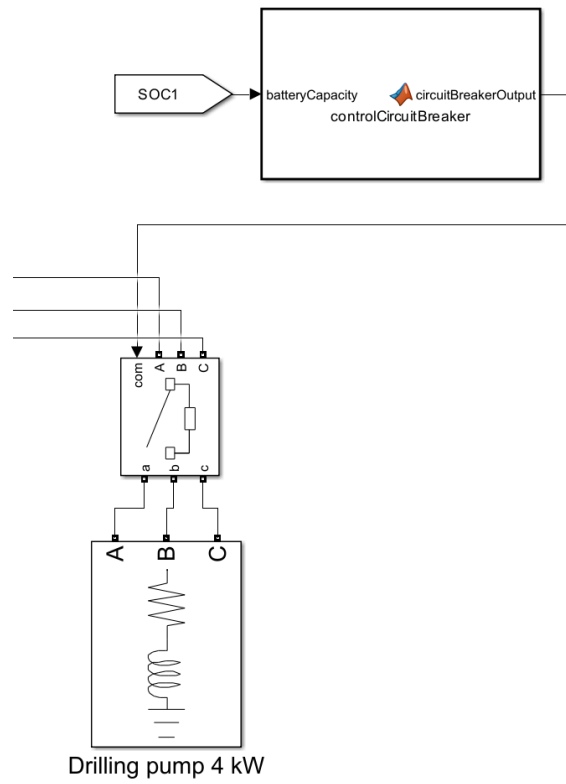 SOC1
batteryCapacity
circuitBreakerOutput
controlCircuitBreaker
com
A
B
C
a
b
c
A
B
C
Drilling pump 4 kW